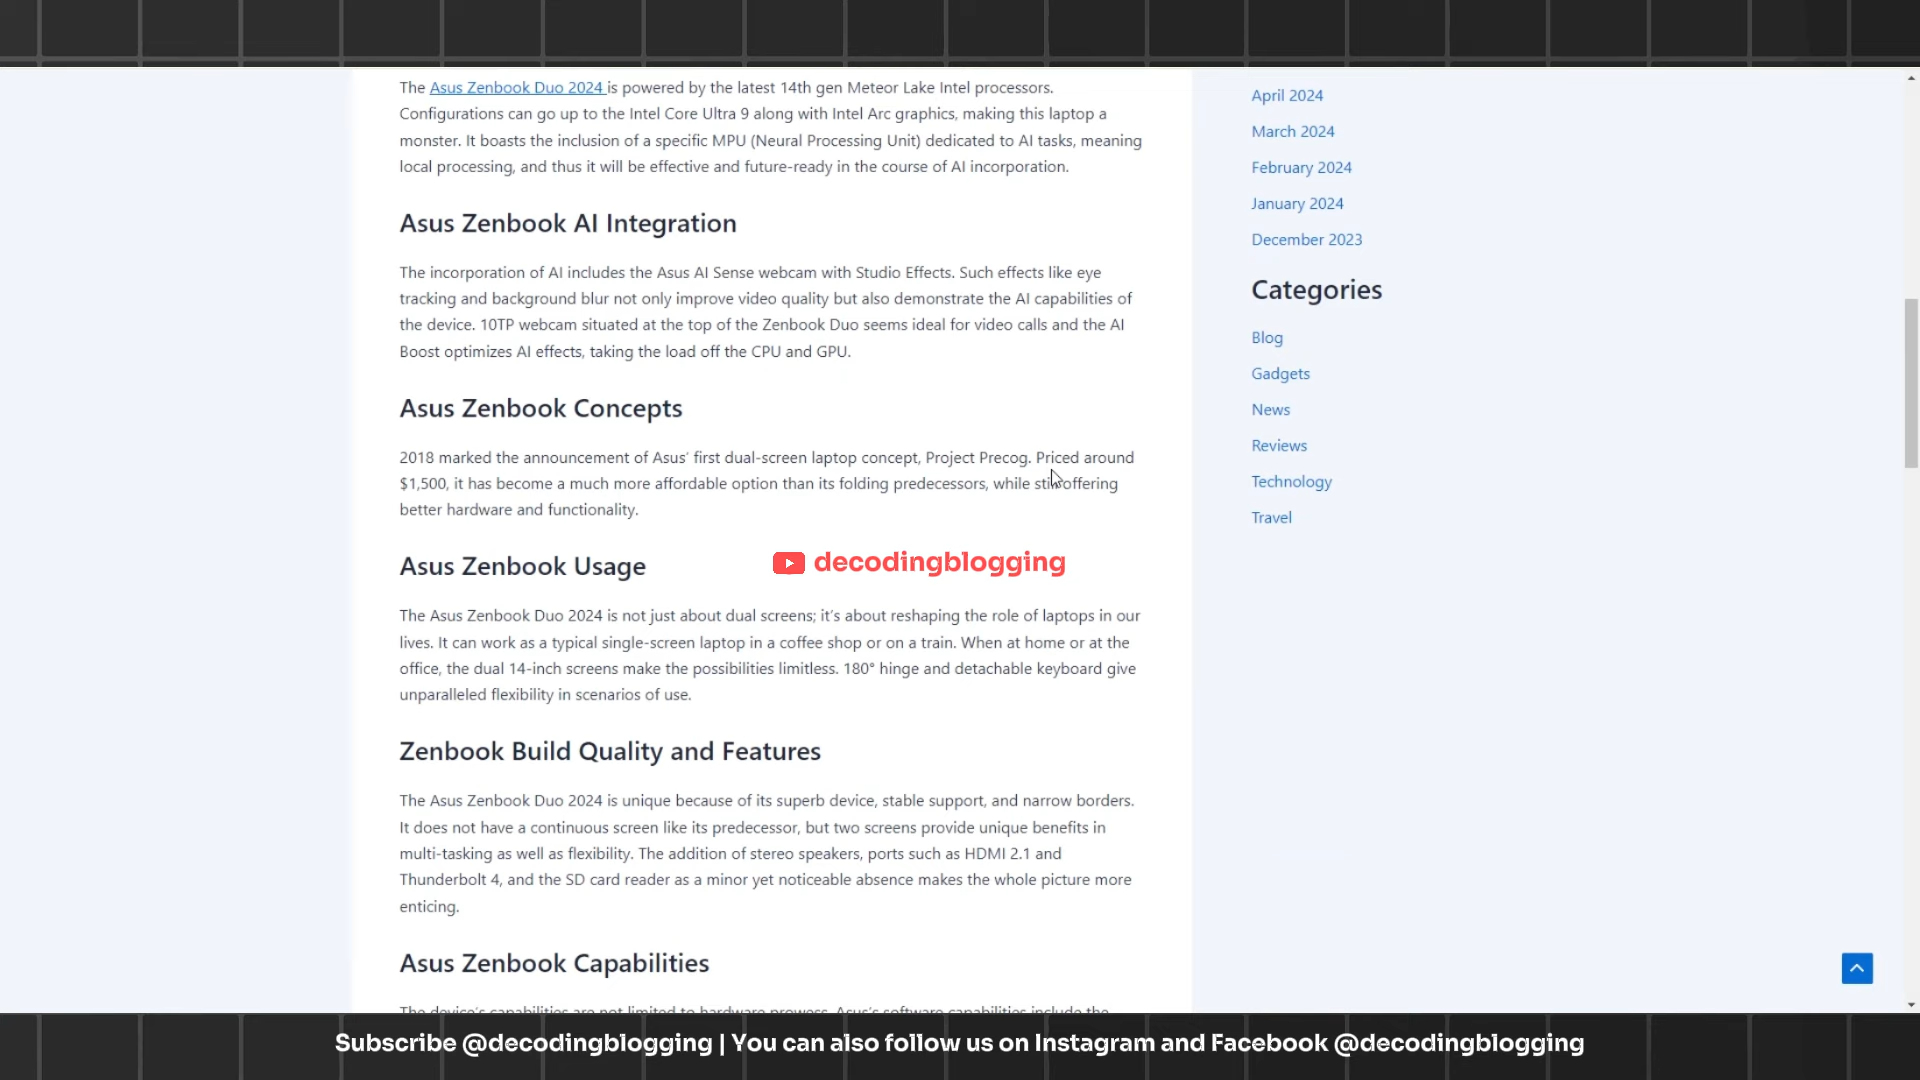 The Asus Zenbook Duo 2024 is powered by the latest 14th gen Meteor Lake Intel processors.
Configurations can go up to the Intel Core Ultra 9 along with Intel Arc graphics, making this laptop a
monster. It boasts the inclusion of a specific MPU (Neural Processing Unit) dedicated to AI tasks, meaning
local processing, and thus it will be effective and future-ready in the course of AI incorporation.
Asus Zenbook AI Integration
The incorporation of AI includes the Asus AI Sense webcam with Studio Effects. Such effects like eye
tracking and background blur not only improve video quality but also demonstrate the AI capabilities of
the device. 10TP webcam situated at the top of the Zenbook Duo seems ideal for video calls and the AI
Boost optimizes AI effects, taking the load off the CPU and GPU.
Asus Zenbook Concepts
2018 marked the announcement of Asus' first dual-screen laptop concept, Project Precog. Priced around
$1,500, it has become a much more affordable option than its folding predecessors, while still offering
better hardware and functionality.
Asus Zenbook Usage
decodingblogging
The Asus Zenbook Duo 2024 is not just about dual screens; it's about reshaping the role of laptops in our
lives. It can work as a typical single-screen laptop in a coffee shop or on a train. When at home or at the
office, the dual 14-inch screens make the possibilities limitless. 180° hinge and detachable keyboard give
unparalleled flexibility in scenarios of use.
Zenbook Build Quality and Features
The Asus Zenbook Duo 2024 is unique because of its superb device, stable support, and narrow borders.
It does not have a continuous screen like its predecessor, but two screens provide unique benefits in
multi-tasking as well as flexibility. The addition of stereo speakers, ports such as HDMI 2.1 and
Thunderbolt 4, and the SD card reader as a minor yet noticeable absence makes the whole picture more
enticing.
Asus Zenbook Capabilities
The device's capabilities are not limited to hardware prowess. Asus's software capabilities include the
April 2024
March 2024
February 2024
January 2024
December 2023
Categories
Blog
Gadgets
News
Reviews
Technology
Travel
Subscribe @decodingblogging | You can also follow us on Instagram and Facebook @decodingblogging